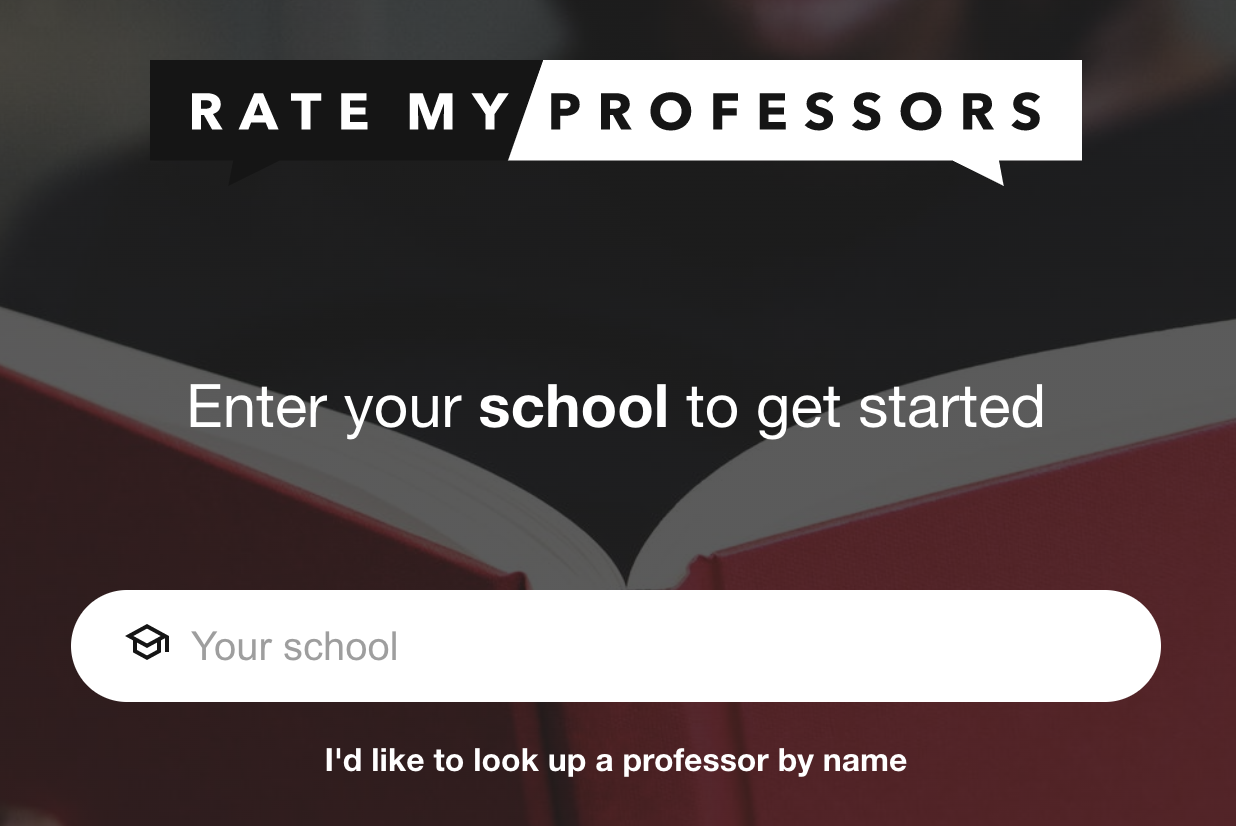 RATE MY PROFESSORS
Enter your school to get started
Your school
I'd like to look up a professor by name